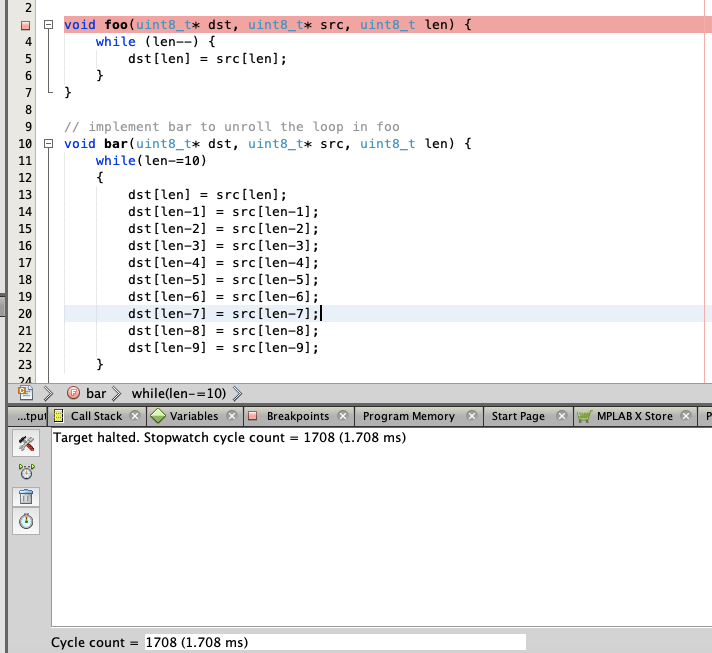 2
void foo(uint8_t* dst, uint8_t* src, uint8_t len) {
4 while (len--) {
5 dst[len] = src[len];
6 }
7 }
8
9 // implement bar to unroll the loop in foo
10 void bar(uint8_t* dst, uint8_t* src, uint8_t len) {
11 while(len-=10)
12 {
13 dst[len] = src[len];
14 dst[len-1] = src[len-1];
15 dst[len-2] = src[len-2];
16 dst[len-3] = src[len-3];
17 dst[len-4] = src[len-4];
18 dst[len-5] = src[len-5];
19 dst[len-6] = src[len-6];
20 dst[len-7] = src[len-7];
21 dst[len-8] = src[len-8];
22 dst[len-9] = src[len-9];
23 }
24
bar while(len-=10)
...tput Call Stack Variables Breakpoints Program Memory Start Page MPLAB X Store P
Target halted. Stopwatch cycle count = 1708 (1.708 ms)
Cycle count = 1708 (1.708 ms)